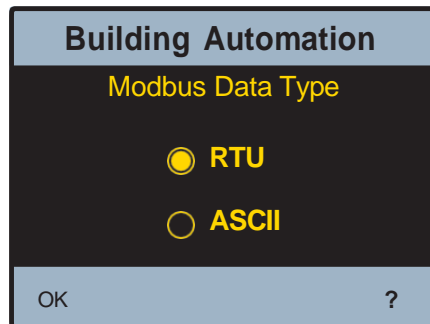 Building Automation
Modbus Data Type
RTU
ASCII
OK ?